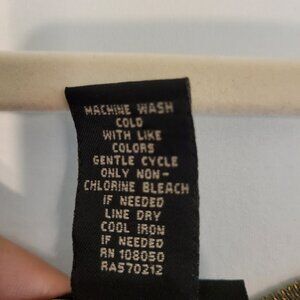 MACHINE WASH
COLD
WITH LIKE
COLORS
GENTLE CYCLE
ONLY NON-
CHLORINE BLEACH
IF NEEDED
LINE DRY
COOL IRON
IF NEEDED
RN 108050
RA570212